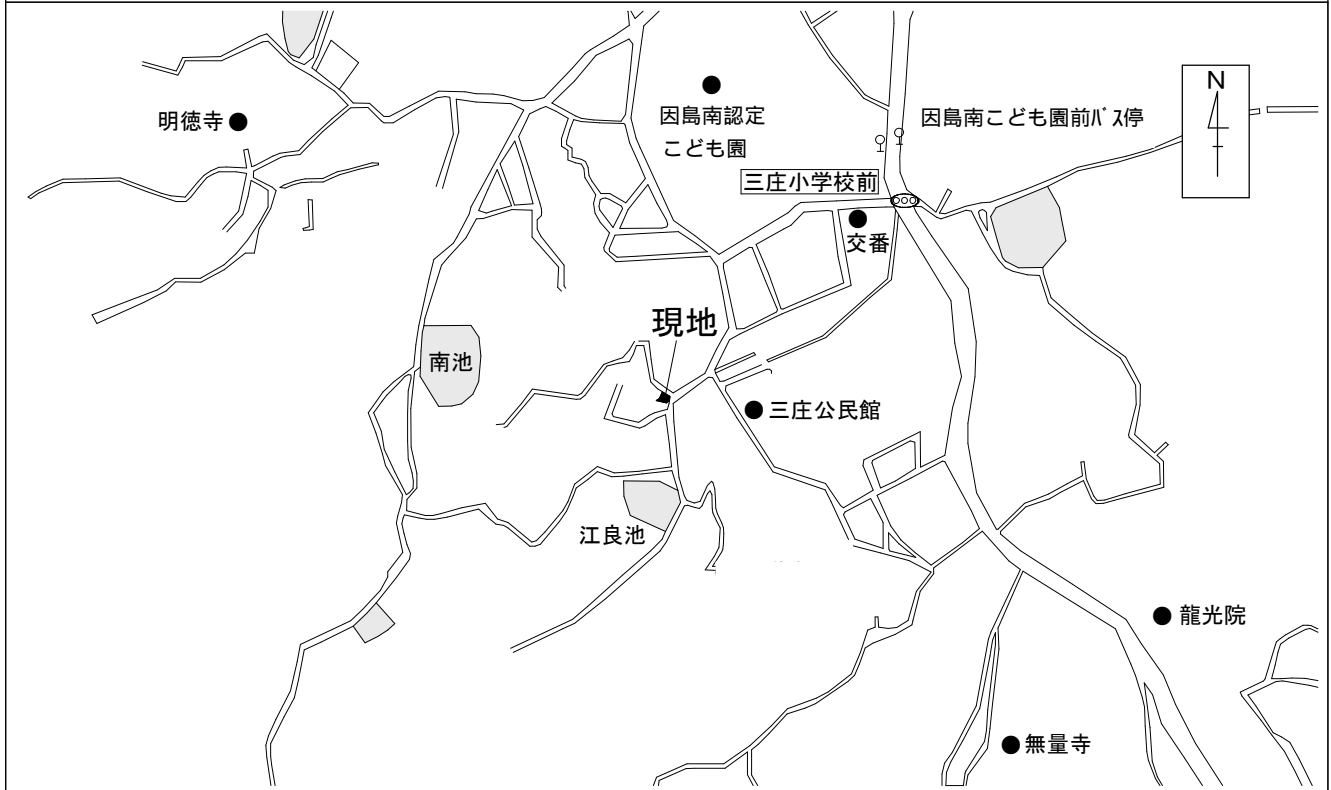 N
明徳寺
因島南認定
こども園
因島南こども園前バス停
三庄小学校前
交番
現地
南池
三庄公民館
江良池
龍光院
無量寺